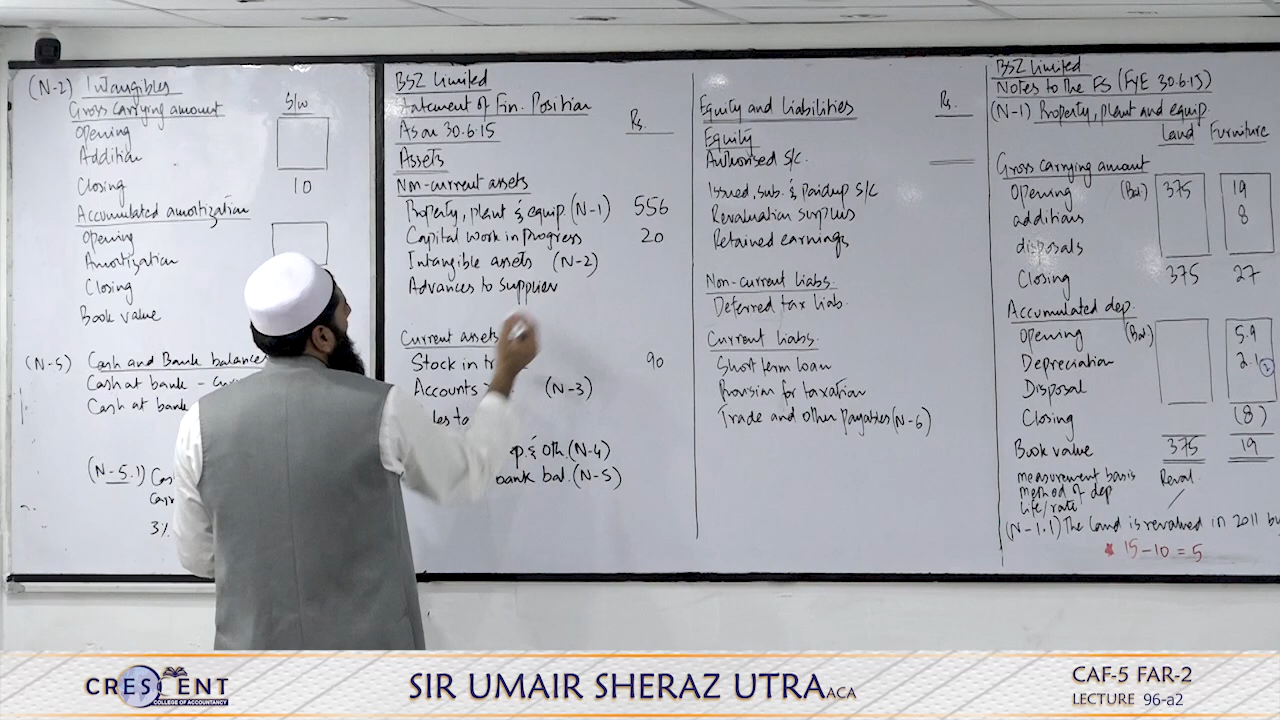 (N-2) Intangibles
Gross carrying amount S/w
Opening
Addition
Closing 10
Accumulated amortization
Opening
Amortization
Closing
Book value
(N-5) Cash and Bank balance
Cash at bank -
Cash at bank
(N-5.1)
3%
BSZ Limited
Statement of Fin. Position
As on 30.6.15 Rs.
Assets
Non-current assets
Property, plant & equip. (N-1) 556
Capital work in progress 20
Intangible assets (N-2)
Advances to supplier
Current assets
Stock in 90
Accounts (N-3)
& oth. (N-4)
bank bal. (N-5)
Equity and Liabilities Rs.
Equity
Authorised S/C.
Issued, sub. & paidup S/C
Revaluation surplus
Retained earnings
Non-current liabs.
Deferred tax liab.
Current liabs.
Short term loan
Provision for taxation
Trade and other payables (N-6)
BSZ Limited
Notes to the FS (FYE 30.6.15)
(N-1) Property, plant and equip.
Land Furniture
Gross carrying amount
Opening (Bal) 375 19
additions 8
disposals
Closing 375 27
Accumulated dep.
Opening (Bal) 5.9
Depreciation 2.1
Disposal
Closing (8)
Book value 375 19
measurement basis Reval.
method of dep
life/rate
(N-1.1) The land is revalued in 2011 by
* 15-10 = 5
CRESCENT
COLLEGE OF ACCOUNTANCY
SIR UMAIR SHERAZ UTRA ACA
CAF-5 FAR-2
LECTURE 96-a2